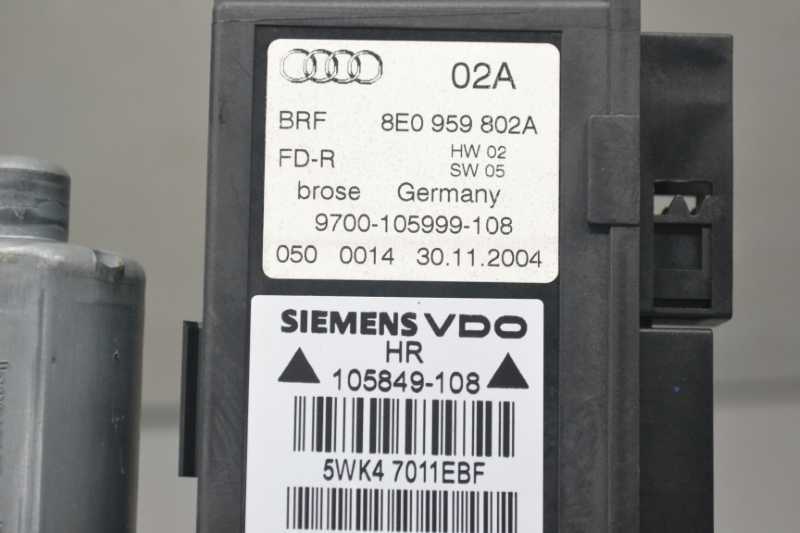 02A
BRF 8E0 959 802A
FD-R HW 02
SW 05
brose Germany
9700-105999-108
050 0014 30.11.2004
SIEMENS VDO
HR
105849-108
5WK4 7011EBF